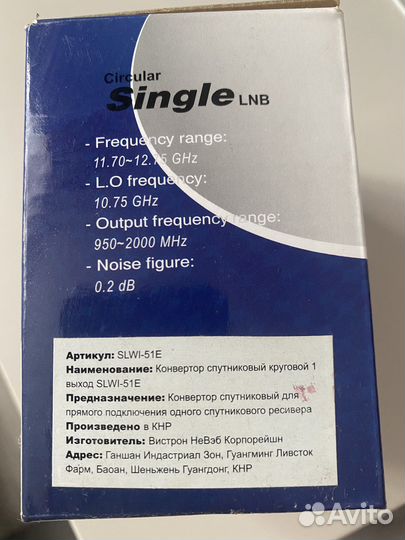 Circular
Single LNB
- Frequency range:
11.70~12.75 GHz
- L.O frequency:
10.75 GHz
- Output frequency range:
950~2000 MHz
- Noise figure:
0.2 dB
Артикул: SLWI-51E
Наименование: Конвертор спутниковый круговой 1
выход SLWI-51E
Предназначение: Конвертор спутниковый для
прямого подключения одного спутникового ресивера
Произведено в КНР
Изготовитель: Вистрон НеВэб Корпорейшн
Адрес: Ганшан Индастриал Зон, Гуангминг Ливсток
Фарм, Баоан, Шеньжень Гуангдонг, КНР
Avito